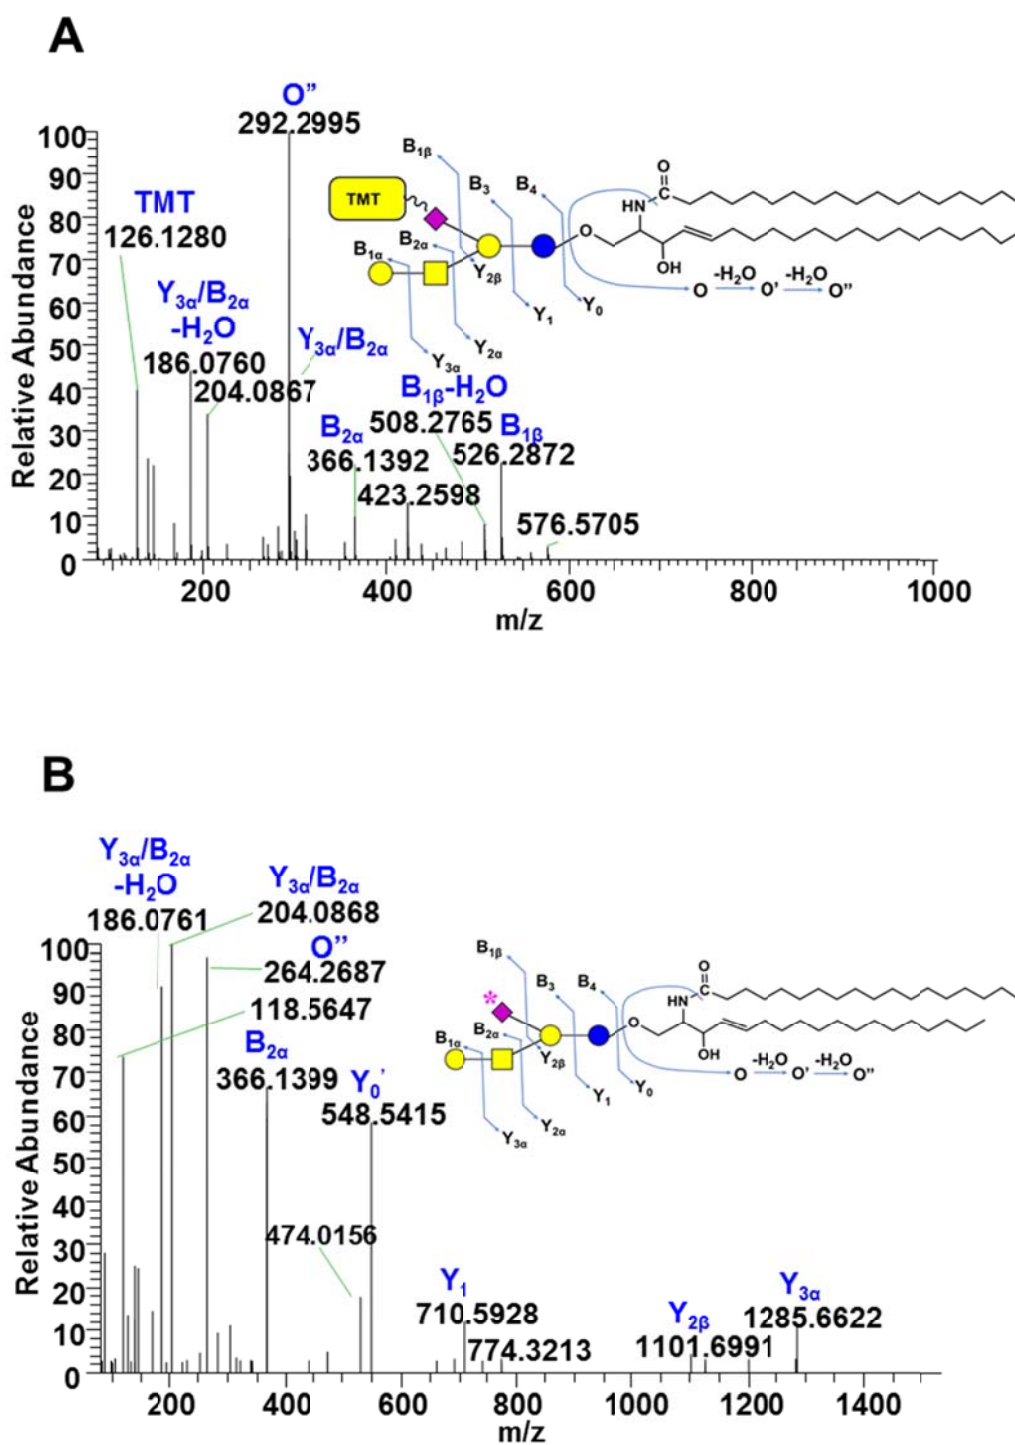 A
O”
292.2995
TMT
126.1280
Y3α/B2α
-H2O
186.0760
204.0867
Y3α/B2α
B2α
366.1392
B1β-H2O
508.2765
B1β
526.2872
423.2598
576.5705
Relative Abundance
100
90
80
70
60
50
40
30
20
10
0
200
400
600
800
1000
m/z
TMT
B1β
B3
B4
B2α
B1α
Y2β
Y1
Y0
Y2α
Y3α
O
HN
O
OH
O
-H2O
O'
-H2O
O”
B
Y3α/B2α
-H2O
186.0761
Y3α/B2α
204.0868
O”
264.2687
118.5647
B2α
366.1399
Y0’
548.5415
474.0156
Y1
710.5928
774.3213
Y2β
1101.6991
Y3α
1285.6622
Relative Abundance
100
90
80
70
60
50
40
30
20
10
0
200
400
600
800
1000
1200
1400
m/z
*
B1β
B3
B4
B2α
B1α
Y2β
Y1
Y0
Y2α
Y3α
O
HN
O
OH
O
-H2O
O'
-H2O
O”